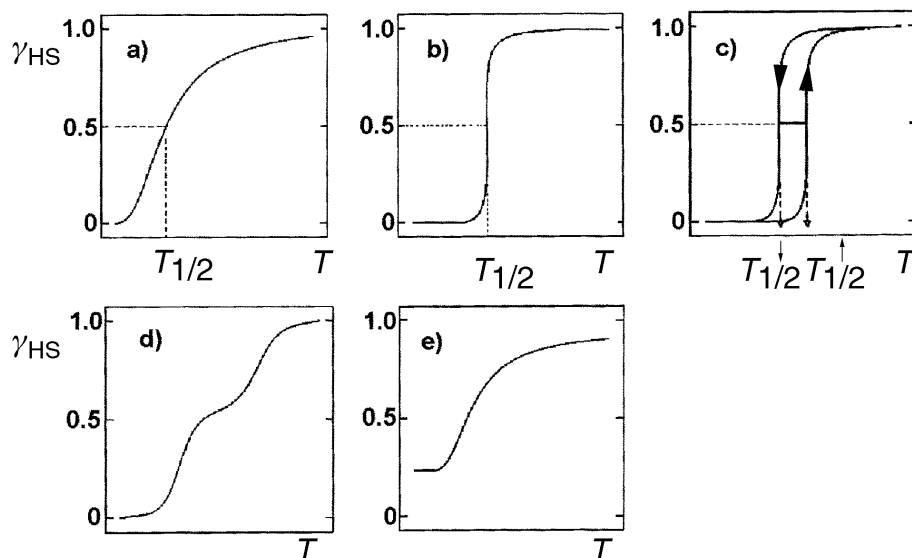 γHS a) b) c)
1.0 1.0 1.0
0.5 0.5 0.5
0 0 0
T1/2 T T1/2 T1/2↓ T1/2↑ T
γHS d) e)
1.0 1.0
0.5 0.5
0 0
T T